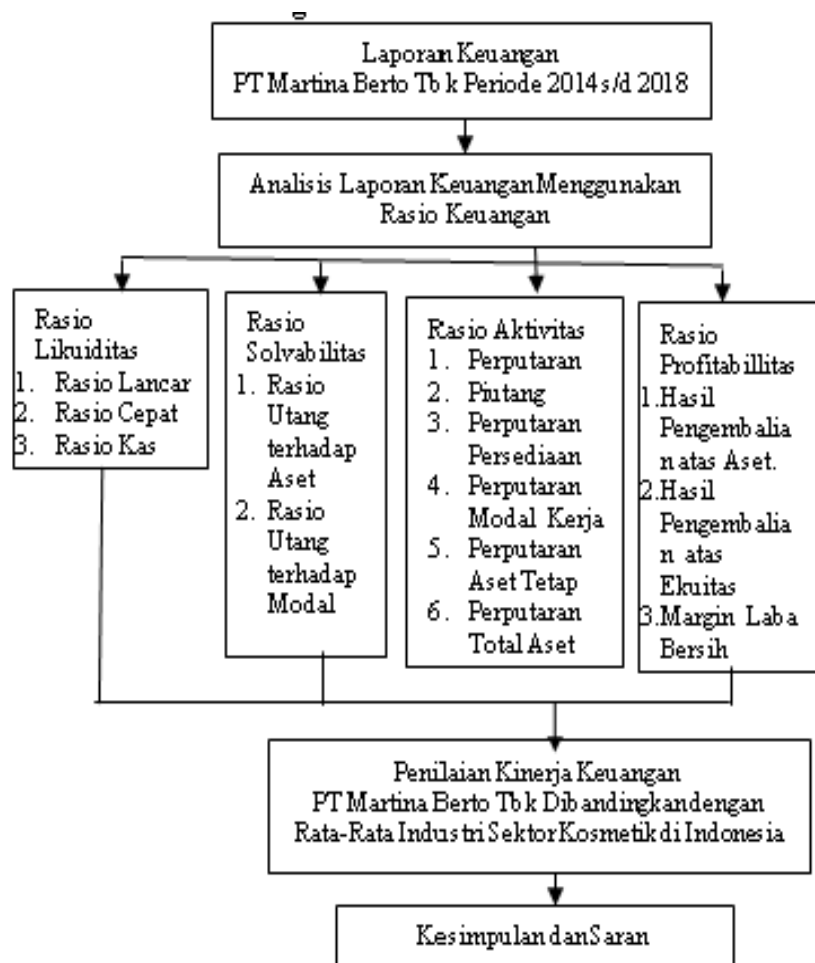 Laporan Keuangan
PT Martina Berto Tbk Periode 2014 s/d 2018
Analisis Laporan Keuangan Menggunakan
Rasio Keuangan
Rasio
Likuiditas
1. Rasio Lancar
2. Rasio Cepat
3. Rasio Kas
Rasio
Solvabilitas
1. Rasio
Utang
terhadap
Aset
2. Rasio
Utang
terhadap
Modal
Rasio Aktivitas
1. Perputaran
2. Piutang
3. Perputaran
Persediaan
4. Perputaran
Modal Kerja
5. Perputaran
Aset Tetap
6. Perputaran
Total Aset
Rasio
Profitabillitas
1.Hasil
Pengembalia
n atas Aset.
2.Hasil
Pengembalia
n atas
Ekuitas
3.Margin Laba
Bersih
Penilaian Kinerja Keuangan
PT Martina Berto Tbk Dibandingkan dengan
Rata-Rata Industri Sektor Kosmetik di Indonesia
Kesimpulan dan Saran